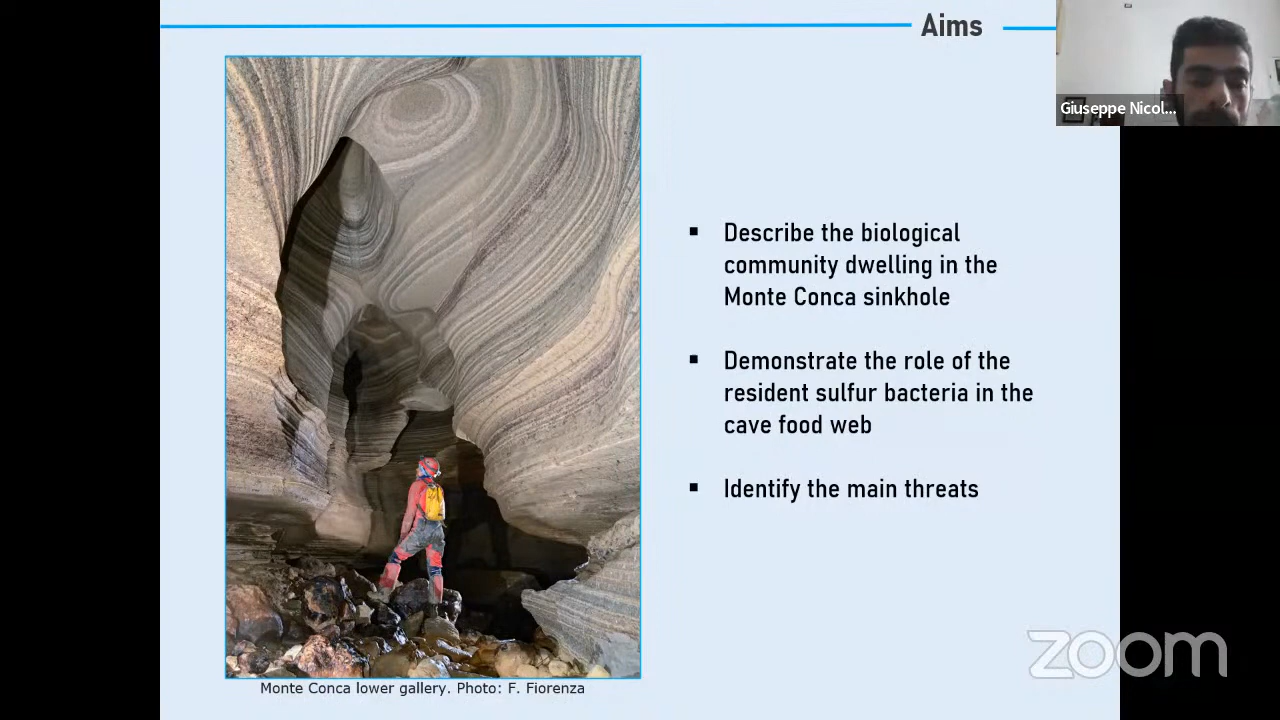 Aims
Giuseppe Nicol...
▪ Describe the biological
community dwelling in the
Monte Conca sinkhole
▪ Demonstrate the role of the
resident sulfur bacteria in the
cave food web
▪ Identify the main threats
Monte Conca lower gallery. Photo: F. Fiorenza
zoom